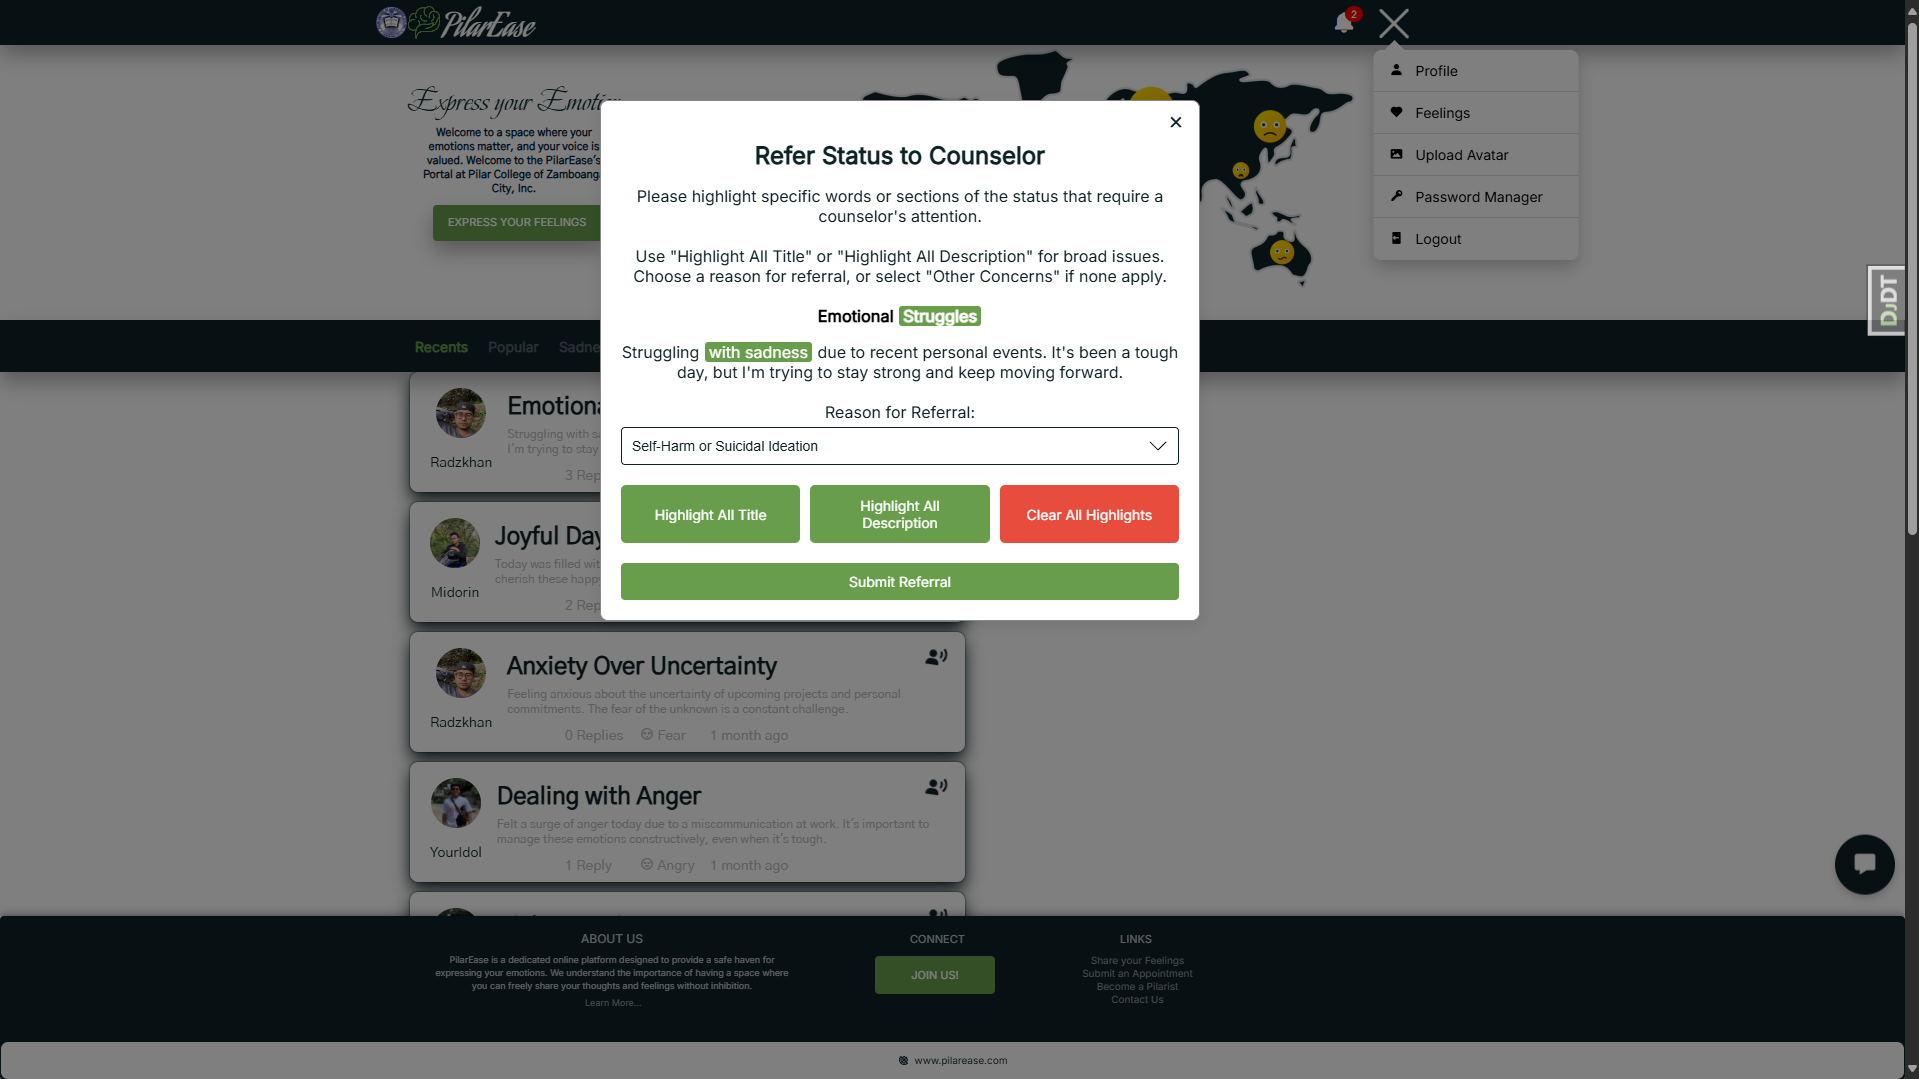 PilarEase
2
Profile
Feelings
Upload Avatar
Password Manager
Logout
Express your
Welcome to a space where your
emotions matter, and your voice is
valued. Welcome to the PilarEase's
Portal at Pilar College of Zamboang
City, Inc.
EXPRESS YOUR FEELINGS
DJDT
Recents
Popular
Sadne
Refer Status to Counselor
Please highlight specific words or sections of the status that require a
counselor's attention.
Use "Highlight All Title" or "Highlight All Description" for broad issues.
Choose a reason for referral, or select "Other Concerns" if none apply.
Emotional Struggles
Struggling with sadness due to recent personal events. It's been a tough
day, but I'm trying to stay strong and keep moving forward.
Reason for Referral:
Self-Harm or Suicidal Ideation
Highlight All Title
Highlight All
Description
Clear All Highlights
Submit Referral
Emotiona
Struggling with sa
I'm trying to stay
Radzkhan
3 Rep
Joyful Day
Today was filled wit
cherish these happy
Midorin
2 Rep
Anxiety Over Uncertainty
Feeling anxious about the uncertainty of upcoming projects and personal
commitments. The fear of the unknown is a constant challenge.
Radzkhan
0 Replies
Fear
1 month ago
Dealing with Anger
Felt a surge of anger today due to a miscommunication at work. It's important to
manage these emotions constructively, even when it's tough.
YourIdol
1 Reply
Angry
1 month ago
ABOUT US
PilarEase is a dedicated online platform designed to provide a safe haven for
expressing your emotions. We understand the importance of having a space where
you can freely share your thoughts and feelings without inhibition.
Learn More...
CONNECT
JOIN US!
LINKS
Share your Feelings
Submit an Appointment
Become a Pilarist
Contact Us
www.pilarease.com